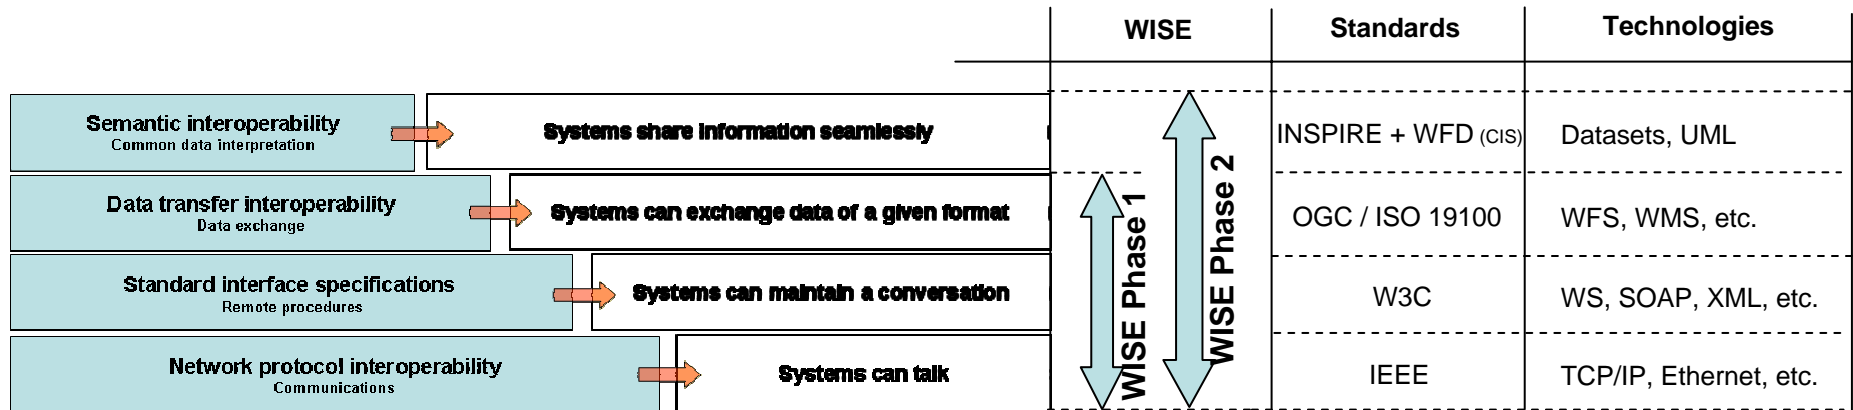 WISE
Standards
Technologies
Semantic interoperability
Common data interpretation
Systems share information seamlessly
INSPIRE + WFD (CIS)
Datasets, UML
Data transfer interoperability
Data exchange
Systems can exchange data of a given format
OGC / ISO 19100
WFS, WMS, etc.
Standard interface specifications
Remote procedures
Systems can maintain a conversation
W3C
WS, SOAP, XML, etc.
Network protocol interoperability
Communications
Systems can talk
IEEE
TCP/IP, Ethernet, etc.
WISE Phase 1
WISE Phase 2